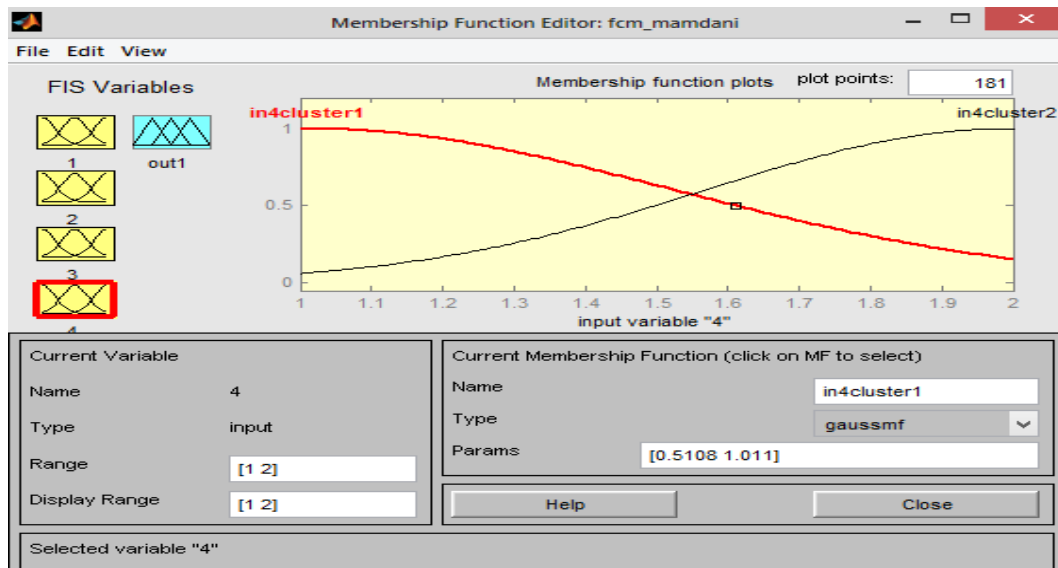 Membership Function Editor: fcm_mamdani
File Edit View
FIS Variables
1
out1
2
3
4
Membership function plots
plot points:
181
in4cluster1
in4cluster2
1
0.5
0
1 1.1 1.2 1.3 1.4 1.5 1.6 1.7 1.8 1.9 2
input variable "4"
Current Variable
Name 4
Type input
Range [1 2]
Display Range [1 2]
Current Membership Function (click on MF to select)
Name in4cluster1
Type gaussmf
Params [0.5108 1.011]
Help Close
Selected variable "4"